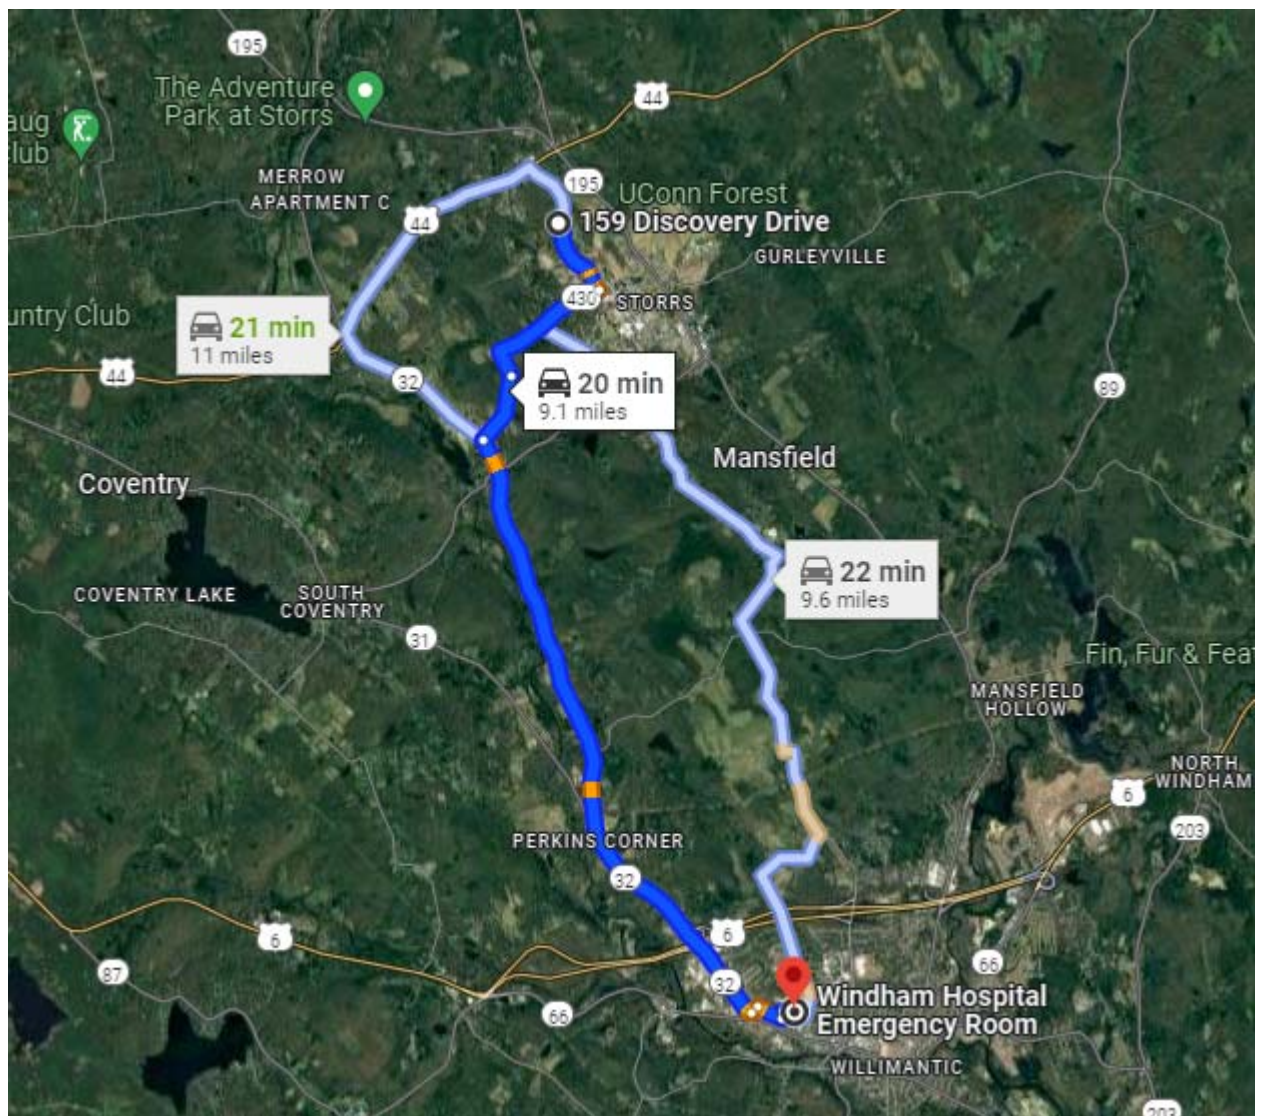 195
44
The Adventure
Park at Storrs
aug
Club
MERROW
APARTMENT C
195
UConn Forest
44
159 Discovery Drive
GURLEYVILLE
430
STORRS
untry Club
21 min
11 miles
44
32
20 min
9.1 miles
89
Mansfield
Coventry
22 min
9.6 miles
COVENTRY LAKE
SOUTH
COVENTRY
31
Fin, Fur & Feat
MANSFIELD
HOLLOW
NORTH
WINDHAM
6
203
PERKINS CORNER
32
6
6
87
66
32
66
Windham Hospital
Emergency Room
WILLIMANTIC
203